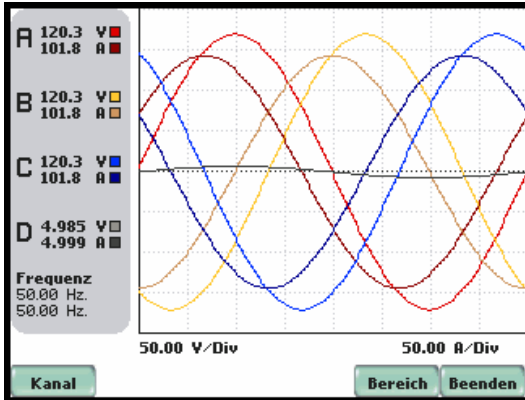 A 120.3 V
101.8 A
B 120.3 V
101.8 A
C 120.3 V
101.8 A
D 4.985 V
4.999 A
Frequenz
50.00 Hz.
50.00 Hz.
50.00 V/Div 50.00 A/Div
Kanal Bereich Beenden